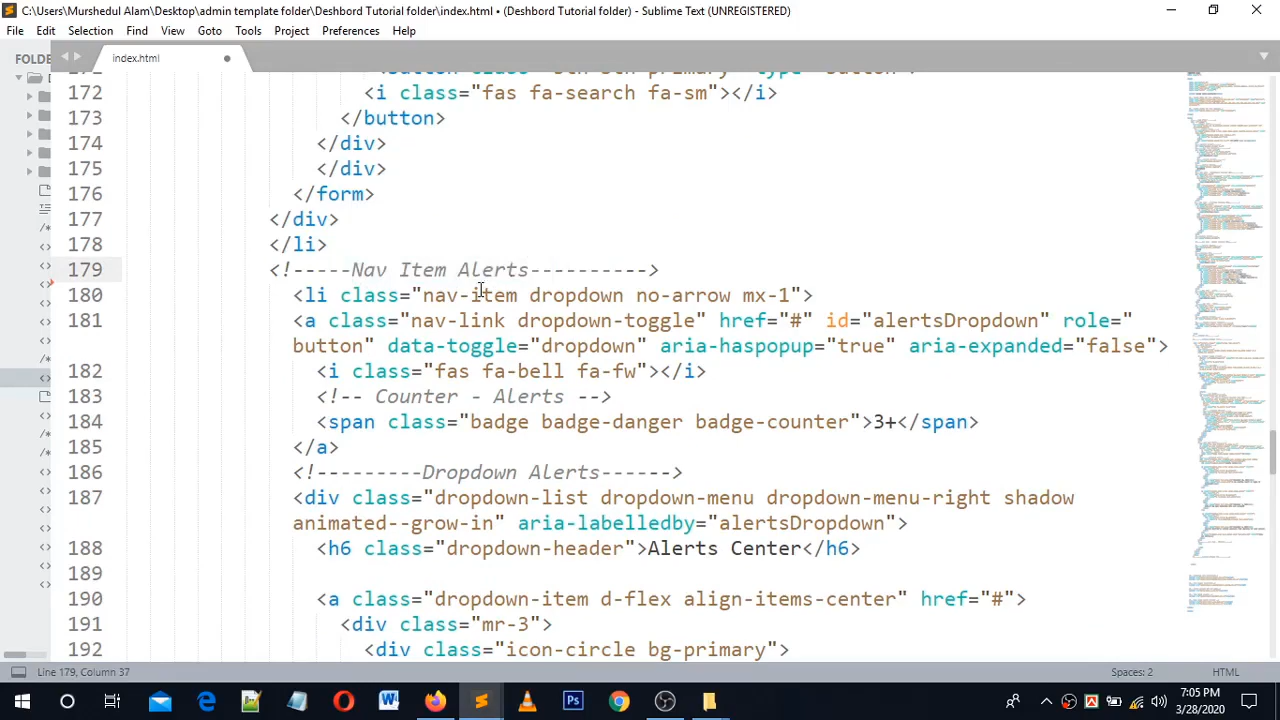 C:\Users\Murshedul Alam\Desktop\admin template folder\Deshbord Tutorial folder\index.html • (Deshbord Tutorial folder) - Sublime Text (UNREGISTERED)
File Edit Selection Find View Goto Tools Project Preferences Help
FOLDE
index.html
172 <i class="fas fa-search fa-sm"></i>
173 </button>
174 </div>
175 </div>
176 </form>
177 </div>
178 </li>
179 <!-----Nav Item Alerts---------->
180 <li class="nav-item dropdown no-arrow mx-1">
181 <a class="nav-link dropdown-toggle" href="#" id="alertsDropdown" role="
button" data-toggle="dropdown" aria-haspopup="true" aria-expanded="false">
182 <i class="fas fa-bell fa-fw"></i>
183 <!-- Counter - Alerts -->
184 <span class="badge badge-danger badge-counter">3+</span>
185 </a>
186 <!---------Dropdown Alerts------>
187 <div class="dropdown-list dropdown-menu dropdown-menu-right shadow
animated--grow-in" aria-labelledby="alertsDropdown">
188 <h6 class="dropdown-header">Alerts Center</h6>
189
190 <a class="dropdown-item d-flex align-items-center" href="#">
191 <div class="mr-3">
192 <div class="icon-circle bg-primary">
Line 179, Column 37
Spaces: 2
HTML
7:05 PM
3/28/2020